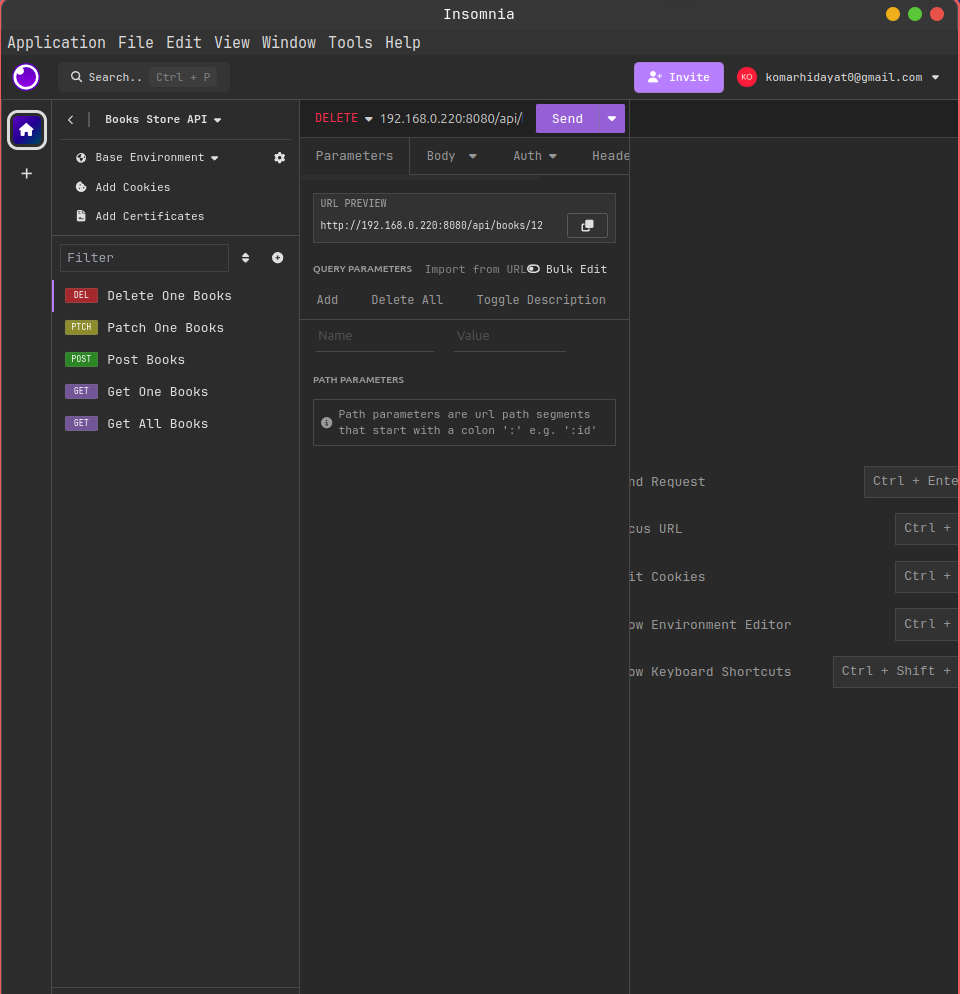 Insomnia
Application File Edit View Window Tools Help
Search.. Ctrl + P
Invite
KO komarhidayat0@gmail.com
Books Store API
Base Environment
Add Cookies
Add Certificates
Filter
DEL Delete One Books
PTCH Patch One Books
POST Post Books
GET Get One Books
GET Get All Books
DELETE 192.168.0.220:8080/api/
Send
Parameters Body Auth Heade
URL PREVIEW
http://192.168.0.220:8080/api/books/12
QUERY PARAMETERS Import from URL Bulk Edit
Add Delete All Toggle Description
Name Value
PATH PARAMETERS
Path parameters are url path segments
that start with a colon ':' e.g. ':id'
nd Request Ctrl + Ente
cus URL Ctrl +
it Cookies Ctrl +
ow Environment Editor Ctrl +
ow Keyboard Shortcuts Ctrl + Shift +